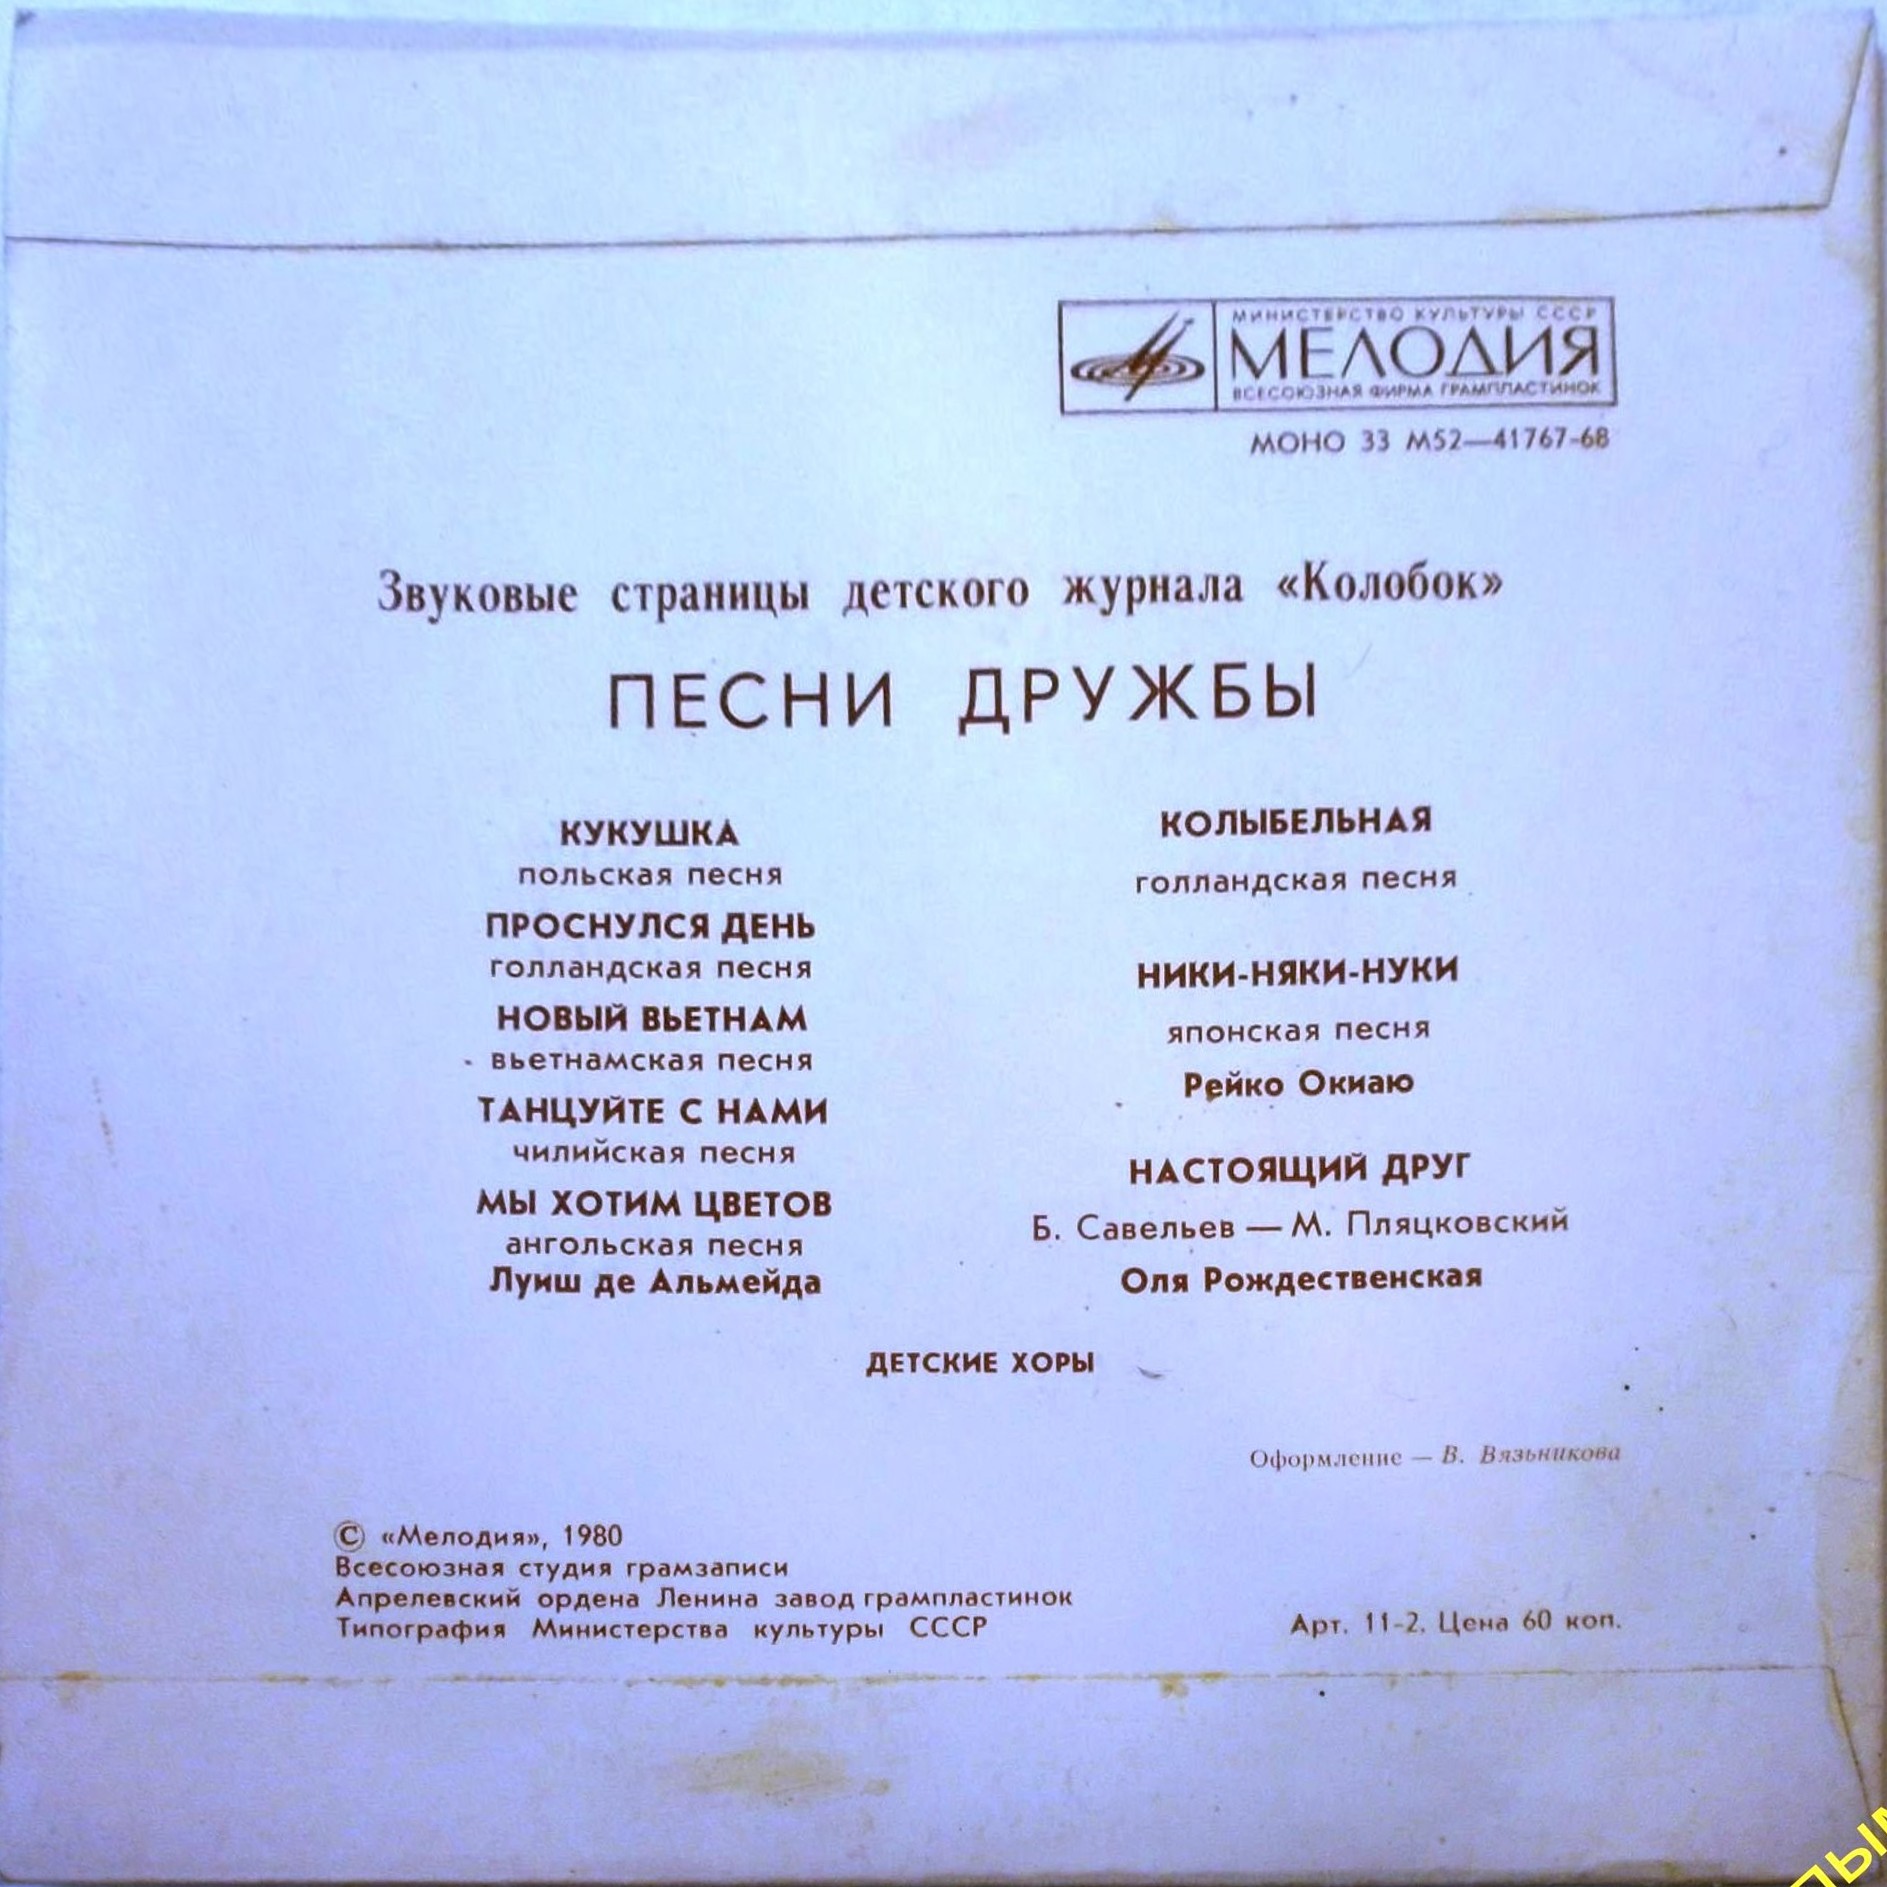 МИНИСТЕРСТВО КУЛЬТУРЫ СССР
МЕЛОДИЯ
ВСЕСОЮЗНАЯ ФИРМА ГРАМПЛАСТИНОК
МОНО 33 М52—41767-68
Звуковые страницы детского журнала «Колобок»
ПЕСНИ ДРУЖБЫ
КУКУШКА
польская песня
ПРОСНУЛСЯ ДЕНЬ
голландская песня
НОВЫЙ ВЬЕТНАМ
вьетнамская песня
ТАНЦУЙТЕ С НАМИ
чилийская песня
МЫ ХОТИМ ЦВЕТОВ
ангольская песня
Луиш де Альмейда
КОЛЫБЕЛЬНАЯ
голландская песня
НИКИ-НЯКИ-НУКИ
японская песня
Рейко Окиаю
НАСТОЯЩИЙ ДРУГ
Б. Савельев — М. Пляцковский
Оля Рождественская
ДЕТСКИЕ ХОРЫ
Оформление — В. Вязьникова
© «Мелодия», 1980
Всесоюзная студия грамзаписи
Апрелевский ордена Ленина завод грампластинок
Типография Министерства культуры СССР
Арт. 11-2. Цена 60 коп.